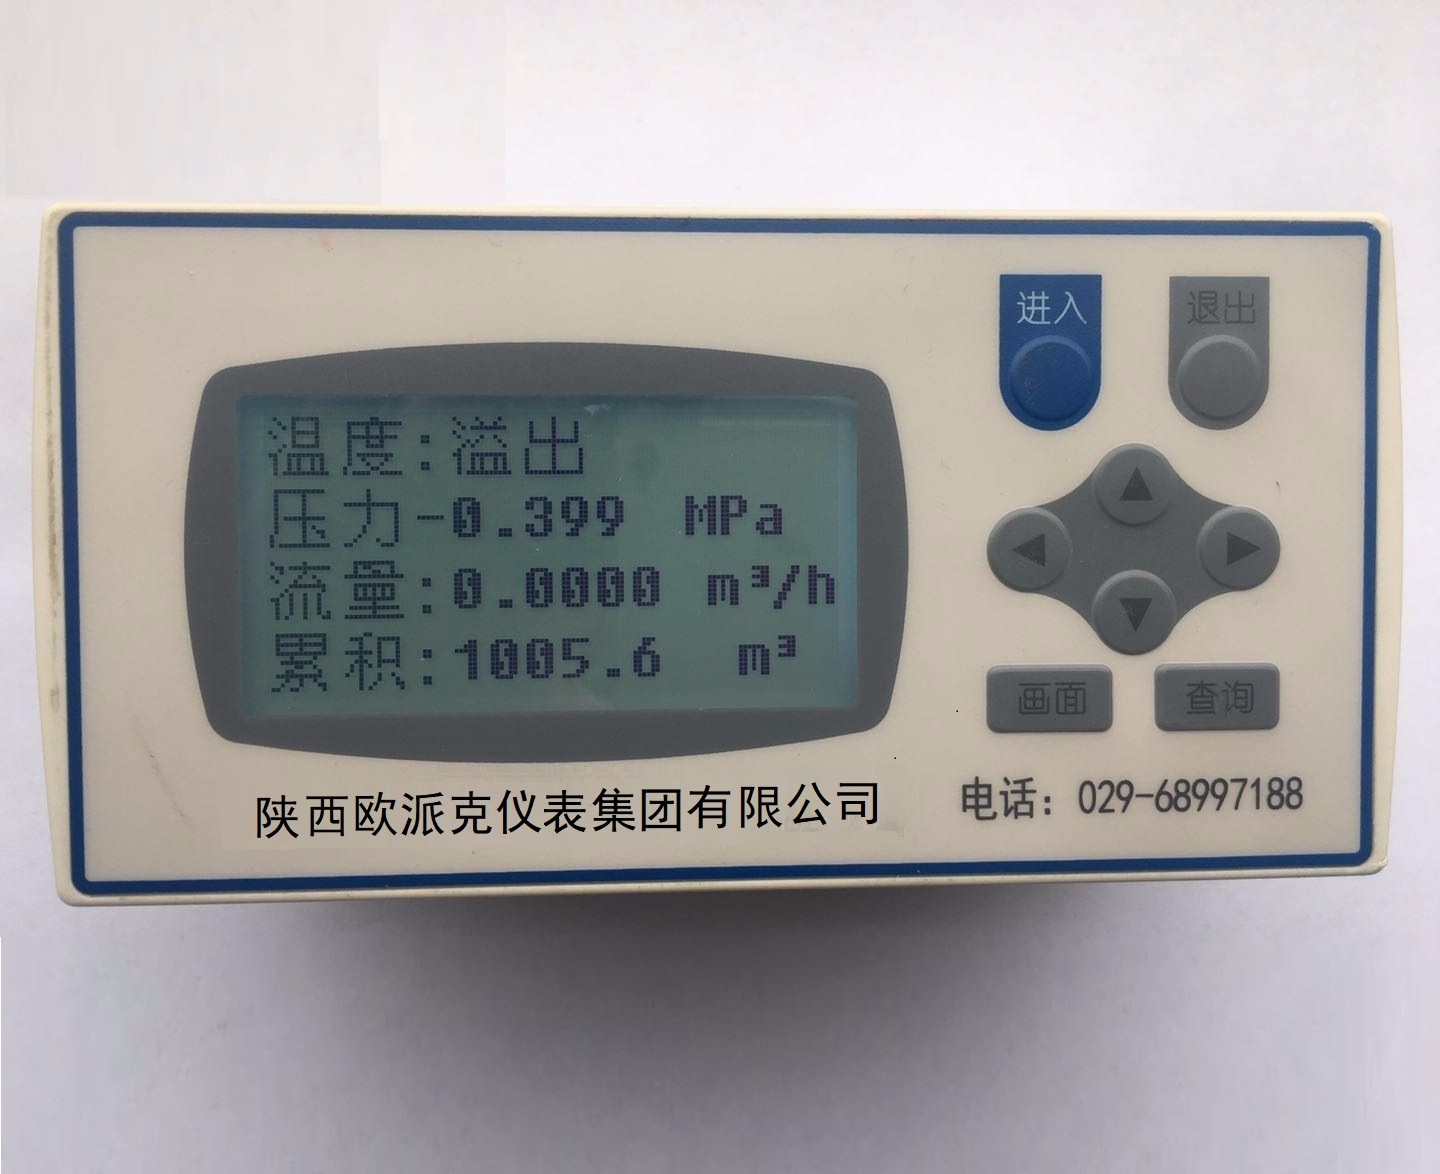 进入 退出
温度:溢出
压力-0.399 MPa
流量:0.0000 m³/h
累积:1005.6 m³
画面 查询
陕西欧派克仪表集团有限公司
电话：029-68997188